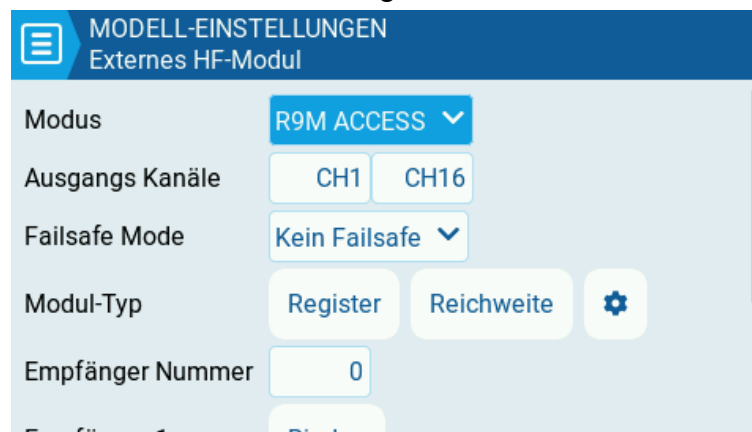 MODELL-EINSTELLUNGEN
Externes HF-Modul
Modus R9M ACCESS
Ausgangs Kanäle CH1 CH16
Failsafe Mode Kein Failsafe
Modul-Typ Register Reichweite
Empfänger Nummer 0